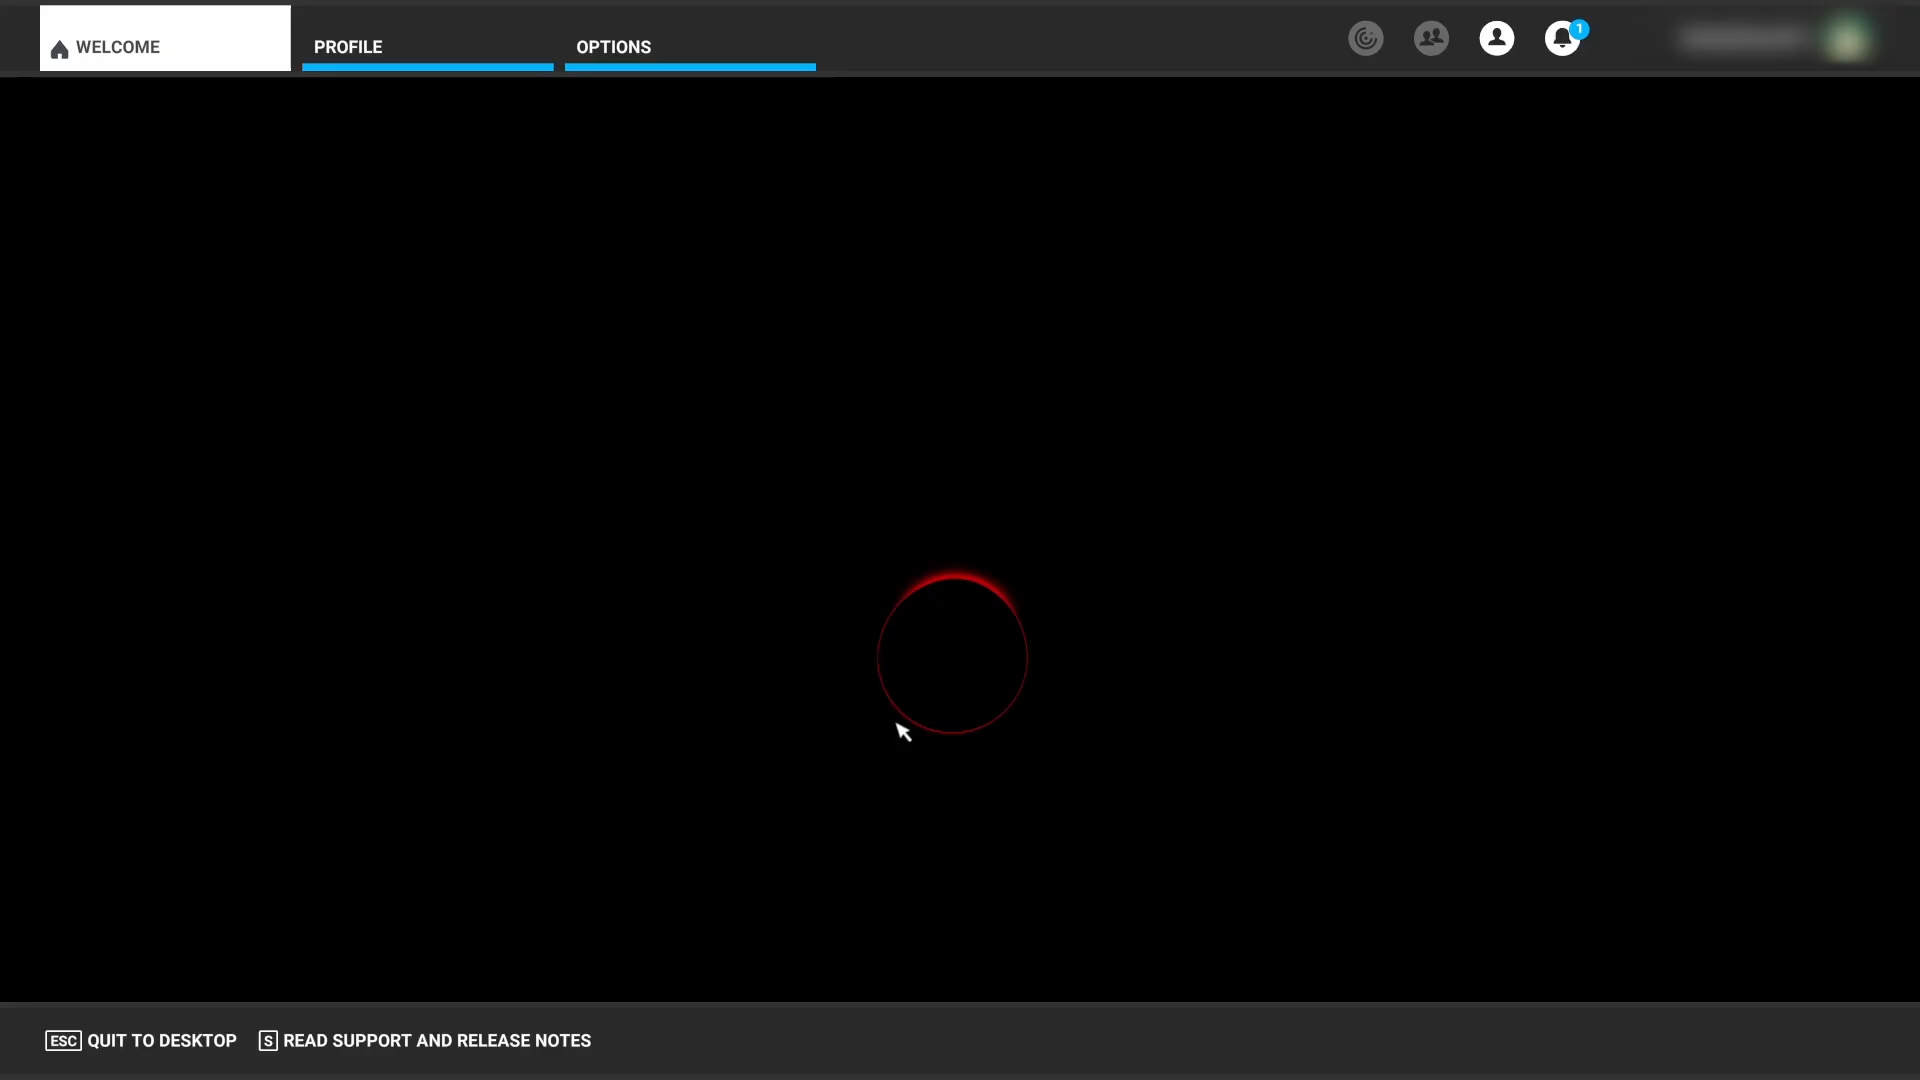 WELCOME
PROFILE
OPTIONS
1
ESC QUIT TO DESKTOP
S READ SUPPORT AND RELEASE NOTES